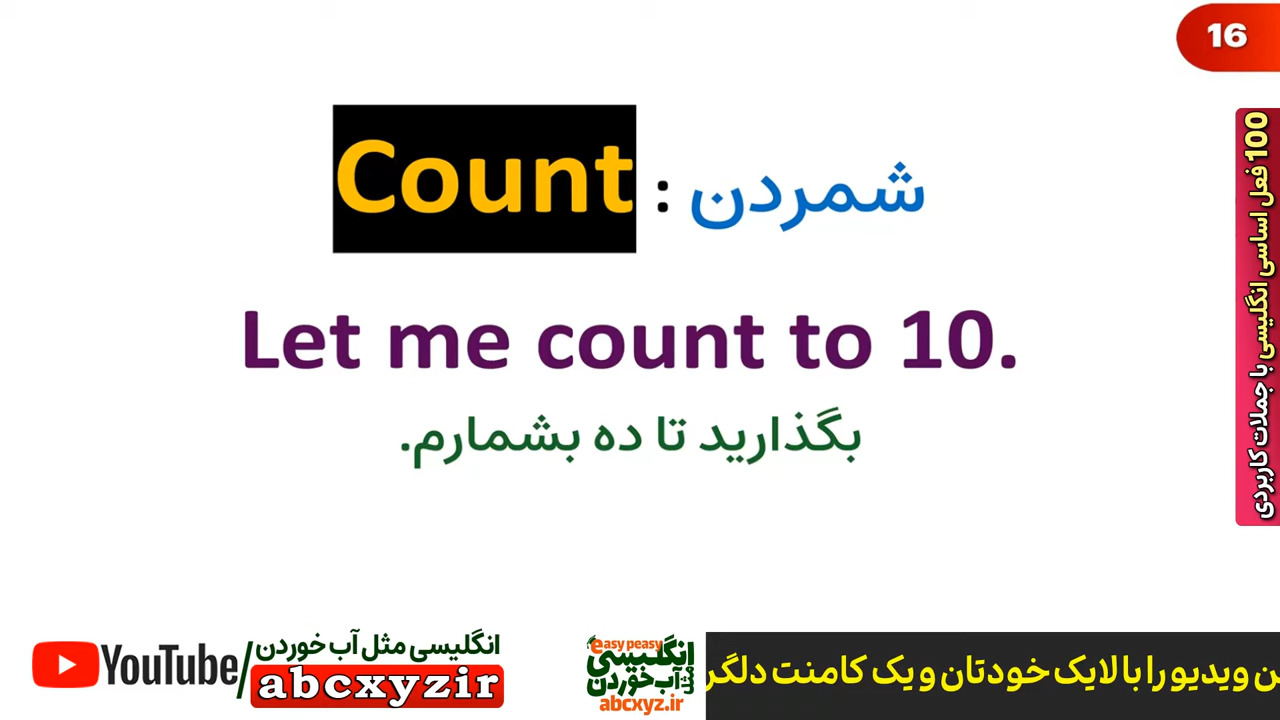 16
Count : شمردن
Let me count to 10.
بگذارید تا ده بشمارم.
100 فعل اساسی انگلیسی با جملات کاربردی
YouTube/
انگلیسی مثل آب خوردن
abcxyzir
easy peasy
انگلیسی
مثل
آب خوردن
abcxyz.ir
ویدیو را با لایک خودتان و یک کامنت